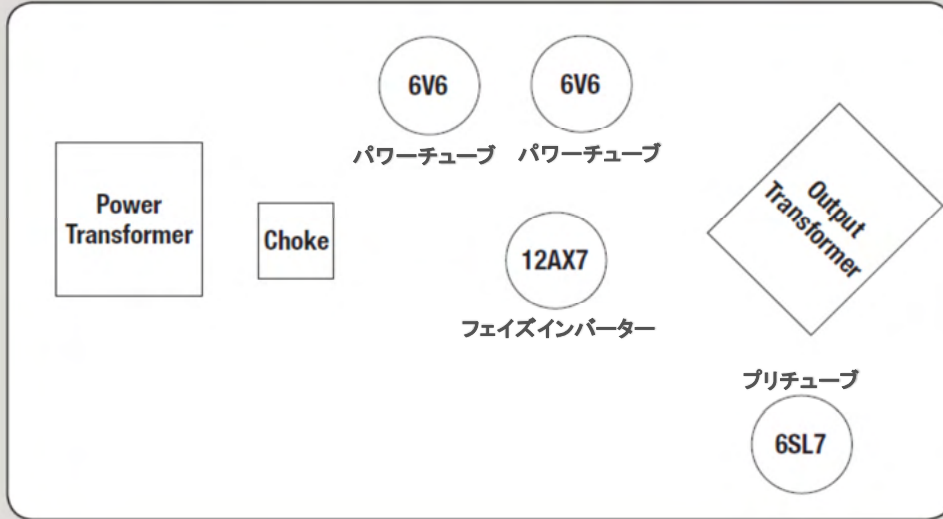 6V6
6V6
パワーチューブ
パワーチューブ
Power
Transformer
Choke
Output
Transformer
12AX7
フェイズインバーター
プリチューブ
6SL7